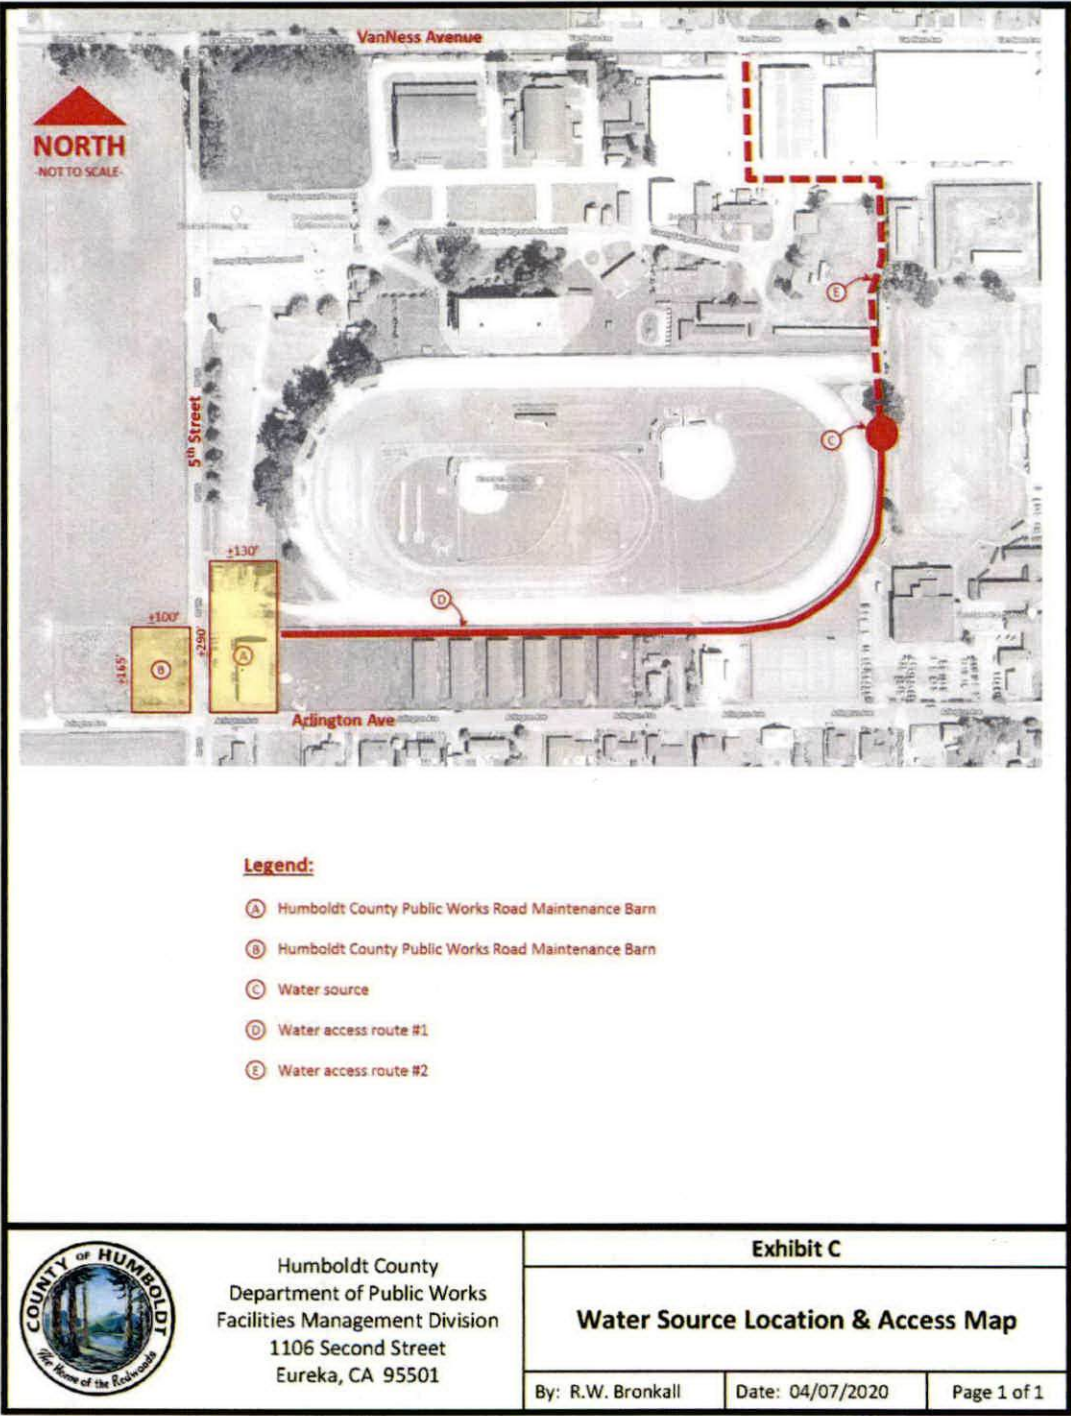 VanNess Avenue
NORTH
-NOT TO SCALE-
5th Street
E
C
D
±130'
±100'
±290'
±165'
A
B
Arlington Ave
Legend:
A Humboldt County Public Works Road Maintenance Barn
B Humboldt County Public Works Road Maintenance Barn
C Water source
D Water access route #1
E Water access route #2
COUNTY OF HUMBOLDT
The Home of the Redwoods
Humboldt County
Department of Public Works
Facilities Management Division
1106 Second Street
Eureka, CA 95501
Exhibit C
Water Source Location & Access Map
By: R.W. Bronkall
Date: 04/07/2020
Page 1 of 1